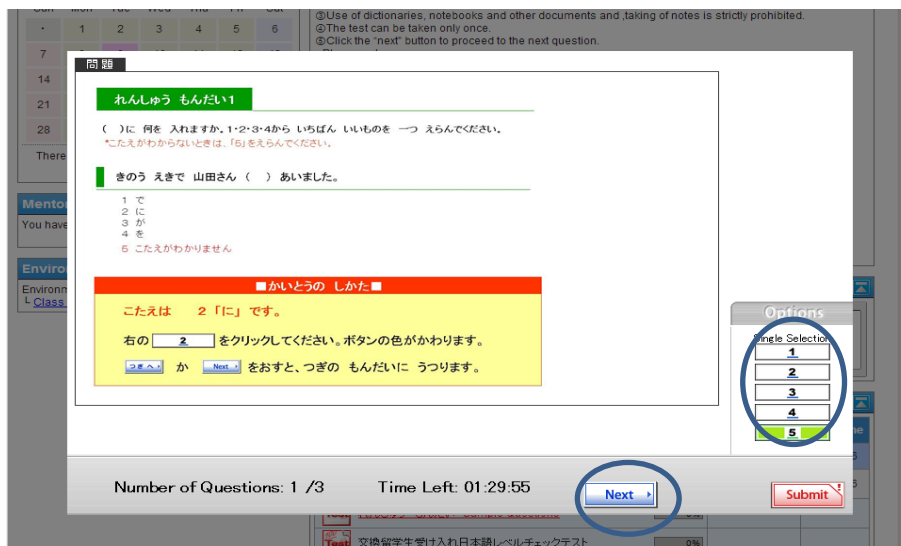 Sun Mon Tue Wed Thu Fri Sat
・ 1 2 3 4 5 6
7
14
21
28
There
Mento
You have
Enviro
Environm
└ Class
③Use of dictionaries, notebooks and other documents and ,taking of notes is strictly prohibited.
④The test can be taken only once.
⑤Click the "next" button to proceed to the next question.
問題
れんしゅう もんだい1
(　)に 何を 入れますか。1・2・3・4から いちばん いいものを 一つ えらんでください。
*こたえがわからないときは、「5」をえらんでください。
きのう えきで 山田さん (　) あいました。
1 で
2 に
3 が
4 を
5 こたえがわかりません
■かいとうの しかた■
こたえは 2「に」です。
右の 2 をクリックしてください。ボタンの色がかわります。
つぎへ か Next をおすと、つぎの もんだいに うつります。
Options
Single Selection
1
2
3
4
5
Number of Questions: 1 /3 Time Left: 01:29:55
Next
Submit
Test 交換留学生受け入れ日本語レベルチェックテスト 0%